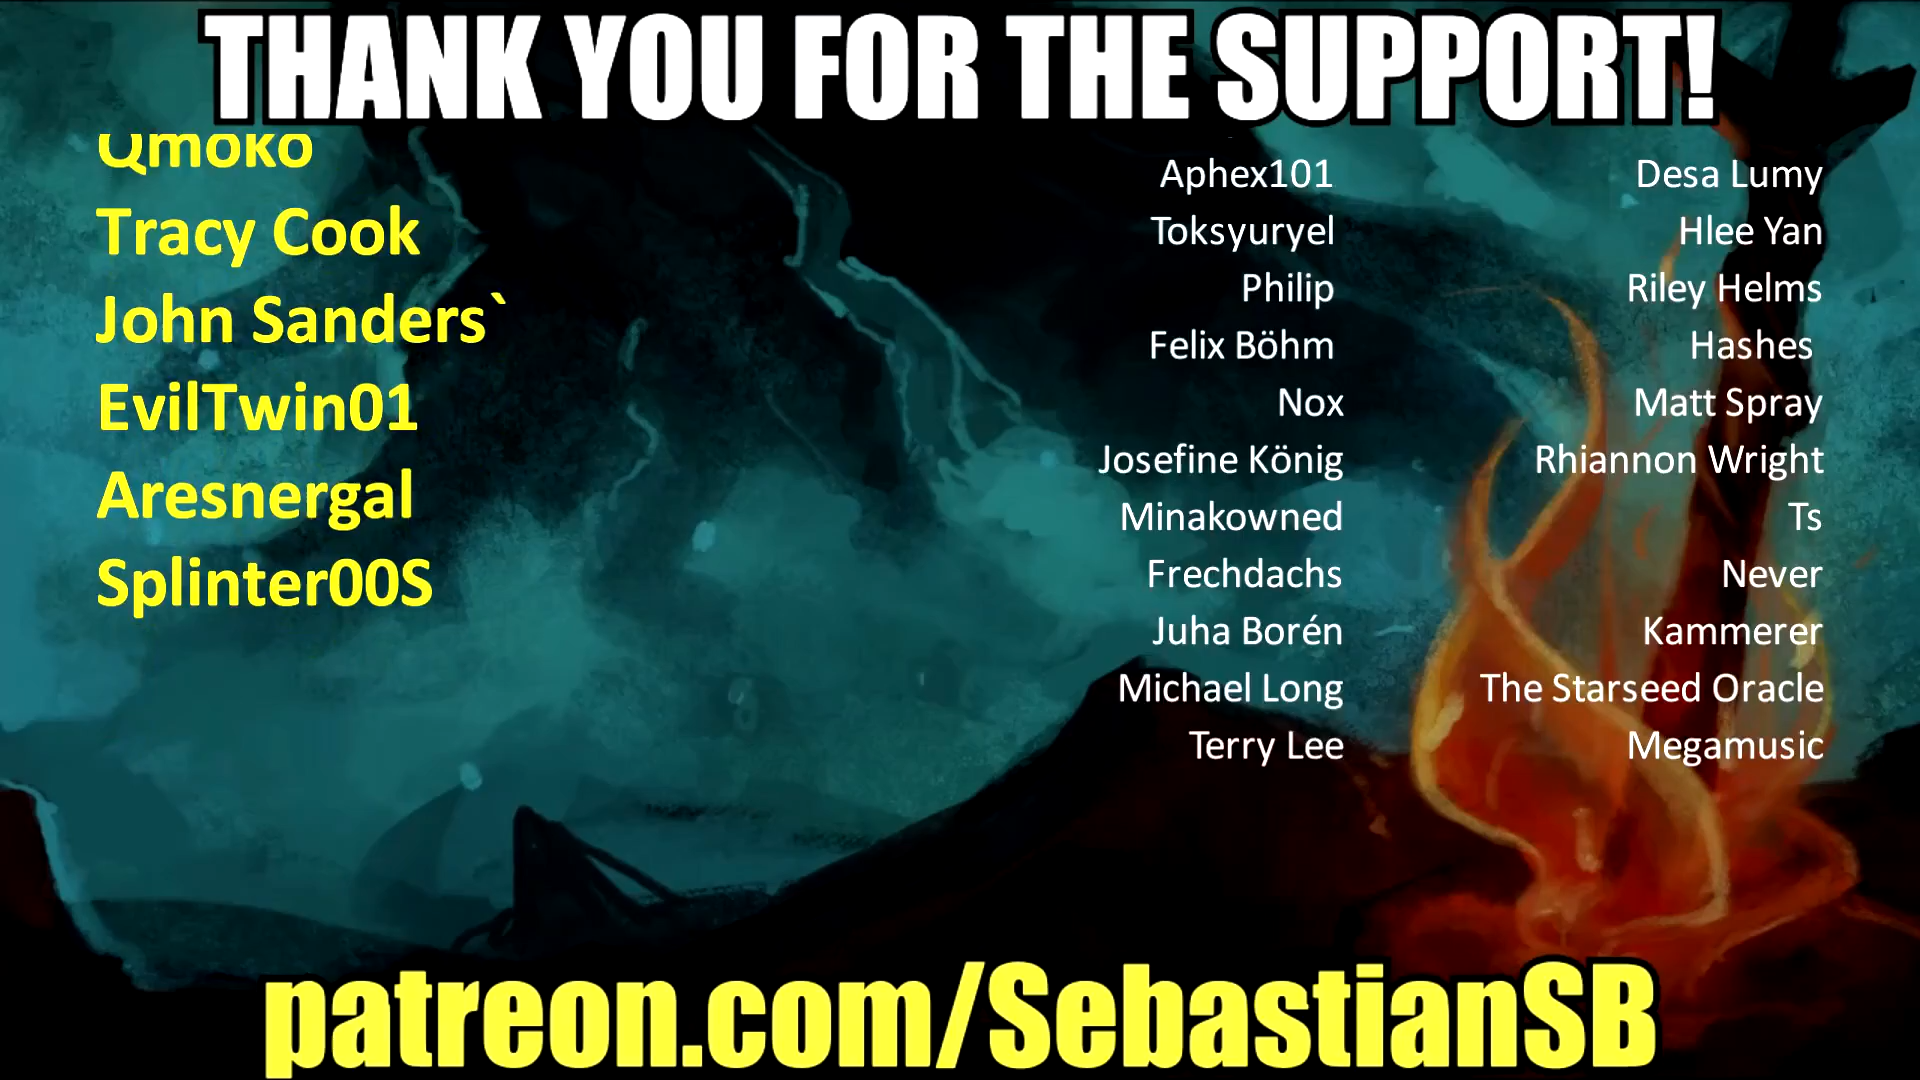 THANK YOU FOR THE SUPPORT!
Qmoko
Tracy Cook
John Sanders`
EvilTwin01
Aresnergal
Splinter00S
Aphex101
Toksyuryel
Philip
Felix Böhm
Nox
Josefine König
Minakowned
Frechdachs
Juha Borén
Michael Long
Terry Lee
Desa Lumy
Hlee Yan
Riley Helms
Hashes
Matt Spray
Rhiannon Wright
Ts
Never
Kammerer
The Starseed Oracle
Megamusic
patreon.com/SebastianSB